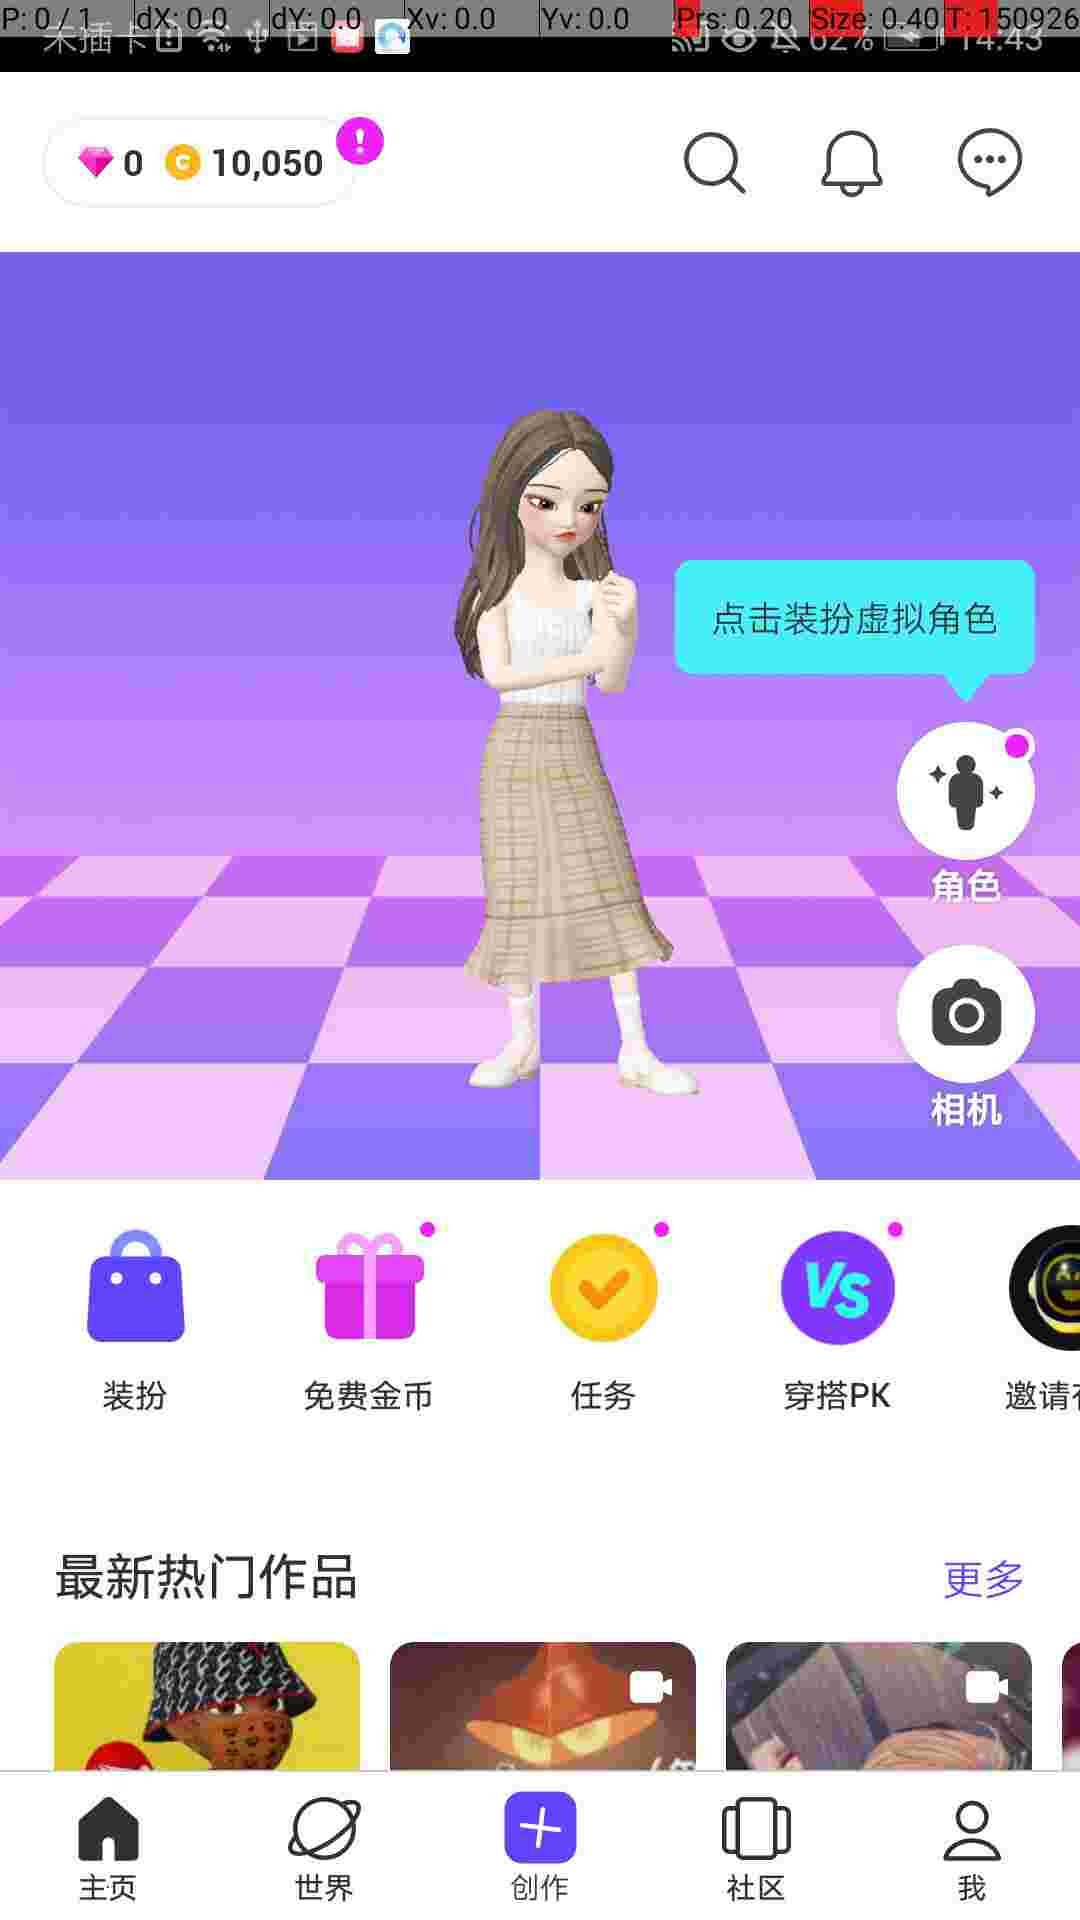 P: 0 / 1 dX: 0.0 dY: 0.0 Xv: 0.0 Yv: 0.0 Prs: 0.20 Size: 0.40 T: 150926
未插卡 62% 14:43
0 C 10,050 !
点击装扮虚拟角色
角色
相机
VS
装扮 免费金币 任务 穿搭PK 邀请
最新热门作品 更多
主页 世界 创作 社区 我